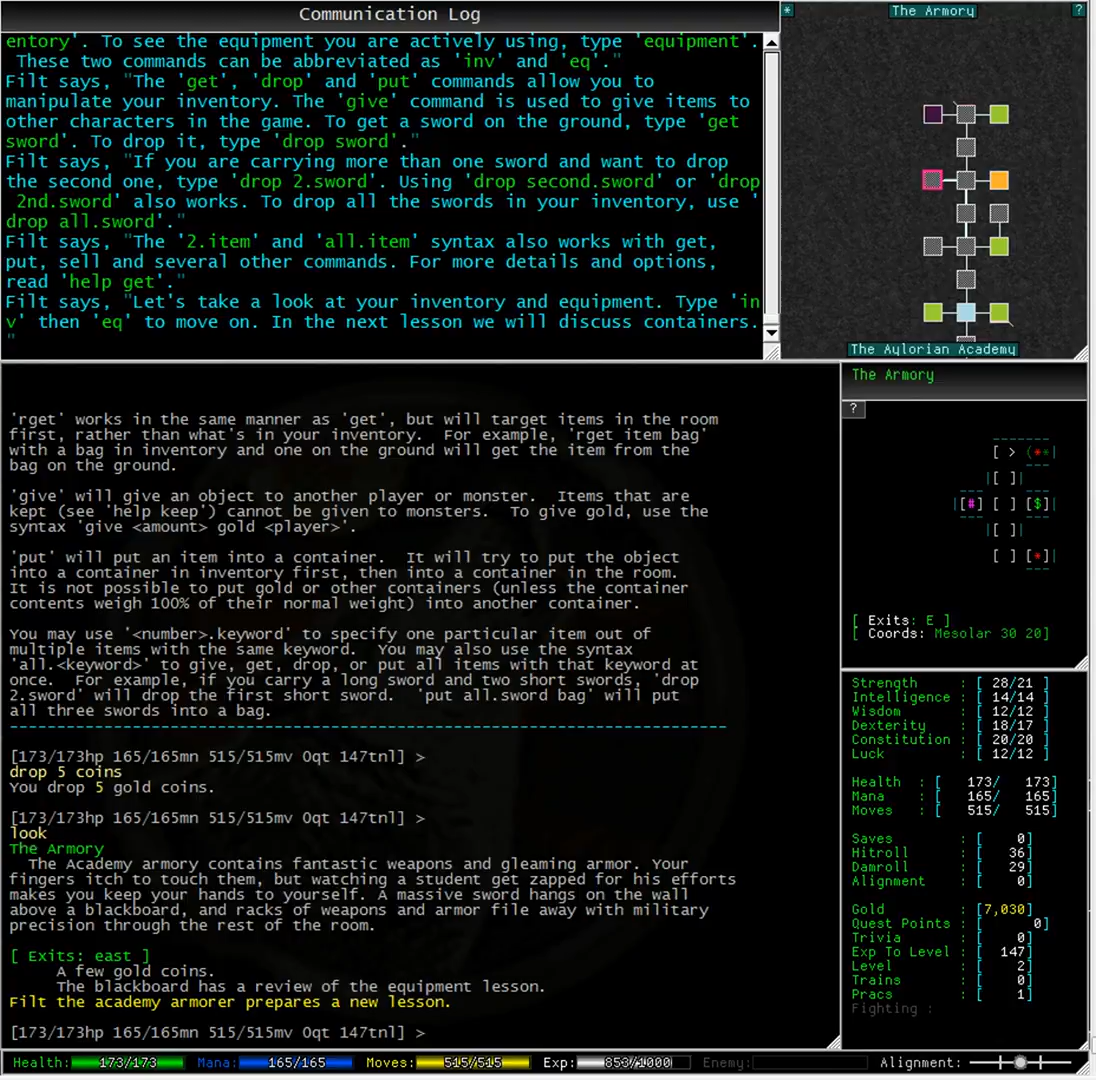 Communication Log
entory'. To see the equipment you are actively using, type 'equipment'.
These two commands can be abbreviated as 'inv' and 'eq'."
Filt says, "The 'get', 'drop' and 'put' commands allow you to
manipulate your inventory. The 'give' command is used to give items to
other characters in the game. To get a sword on the ground, type 'get
sword'. To drop it, type 'drop sword'."
Filt says, "If you are carrying more than one sword and want to drop
the second one, type 'drop 2.sword'. Using 'drop second.sword' or 'drop
2nd.sword' also works. To drop all the swords in your inventory, use '
drop all.sword'."
Filt says, "The '2.item' and 'all.item' syntax also works with get,
put, sell and several other commands. For more details and options,
read 'help get'."
Filt says, "Let's take a look at your inventory and equipment. Type 'in
v' then 'eq' to move on. In the next lesson we will discuss containers.
"
* The Armory ?
The Aylorian Academy
'rget' works in the same manner as 'get', but will target items in the room
first, rather than what's in your inventory.  For example, 'rget item bag'
with a bag in inventory and one on the ground will get the item from the
bag on the ground.
'give' will give an object to another player or monster.  Items that are
kept (see 'help keep') cannot be given to monsters.  To give gold, use the
syntax 'give <amount> gold <player>'.
'put' will put an item into a container.  It will try to put the object
into a container in inventory first, then into a container in the room.
It is not possible to put gold or other containers (unless the container
contents weigh 100% of their normal weight) into another container.
You may use '<number>.keyword' to specify one particular item out of
multiple items with the same keyword.  You may also use the syntax
'all.<keyword>' to give, get, drop, or put all items with that keyword at
once.  For example, if you carry a long sword and two short swords, 'drop
2.sword' will drop the first short sword.  'put all.sword bag' will put
all three swords into a bag.
-----------------------------------------------------------------------------
[173/173hp 165/165mn 515/515mv 0qt 147tnl] >
drop 5 coins
You drop 5 gold coins.
[173/173hp 165/165mn 515/515mv 0qt 147tnl] >
look
The Armory
The Academy armory contains fantastic weapons and gleaming armor. Your
fingers itch to touch them, but watching a student get zapped for his efforts
makes you keep your hands to yourself. A massive sword hangs on the wall
above a blackboard, and racks of weapons and armor file away with military
precision through the rest of the room.
[ Exits: east ]
A few gold coins.
The blackboard has a review of the equipment lesson.
Filt the academy armorer prepares a new lesson.
[173/173hp 165/165mn 515/515mv 0qt 147tnl] >
The Armory
?
[ > (**|
|[ ]|
|[#] [ ] [$]|
|[ ]|
[ ] [*]|
[ Exits: E ]
[ Coords: Mesolar 30 20]
Strength : [ 28/21 ]
Intelligence : [ 14/14 ]
Wisdom : [ 12/12 ]
Dexterity : [ 18/17 ]
Constitution : [ 20/20 ]
Luck : [ 12/12 ]
Health : [ 173/ 173]
Mana : [ 165/ 165]
Moves : [ 515/ 515]
Saves : [ 0]
Hitroll : [ 36]
Damroll : [ 29]
Alignment : [ 0]
Gold : [7,030]
Quest Points : [ 0]
Trivia : [ 0]
Exp To Level : [ 147]
Level : [ 2]
Trains : [ 0]
Pracs : [ 1]
Fighting :
Health: 173/173 Mana: 165/165 Moves: 515/515 Exp: 853/1000 Enemy: Alignment: